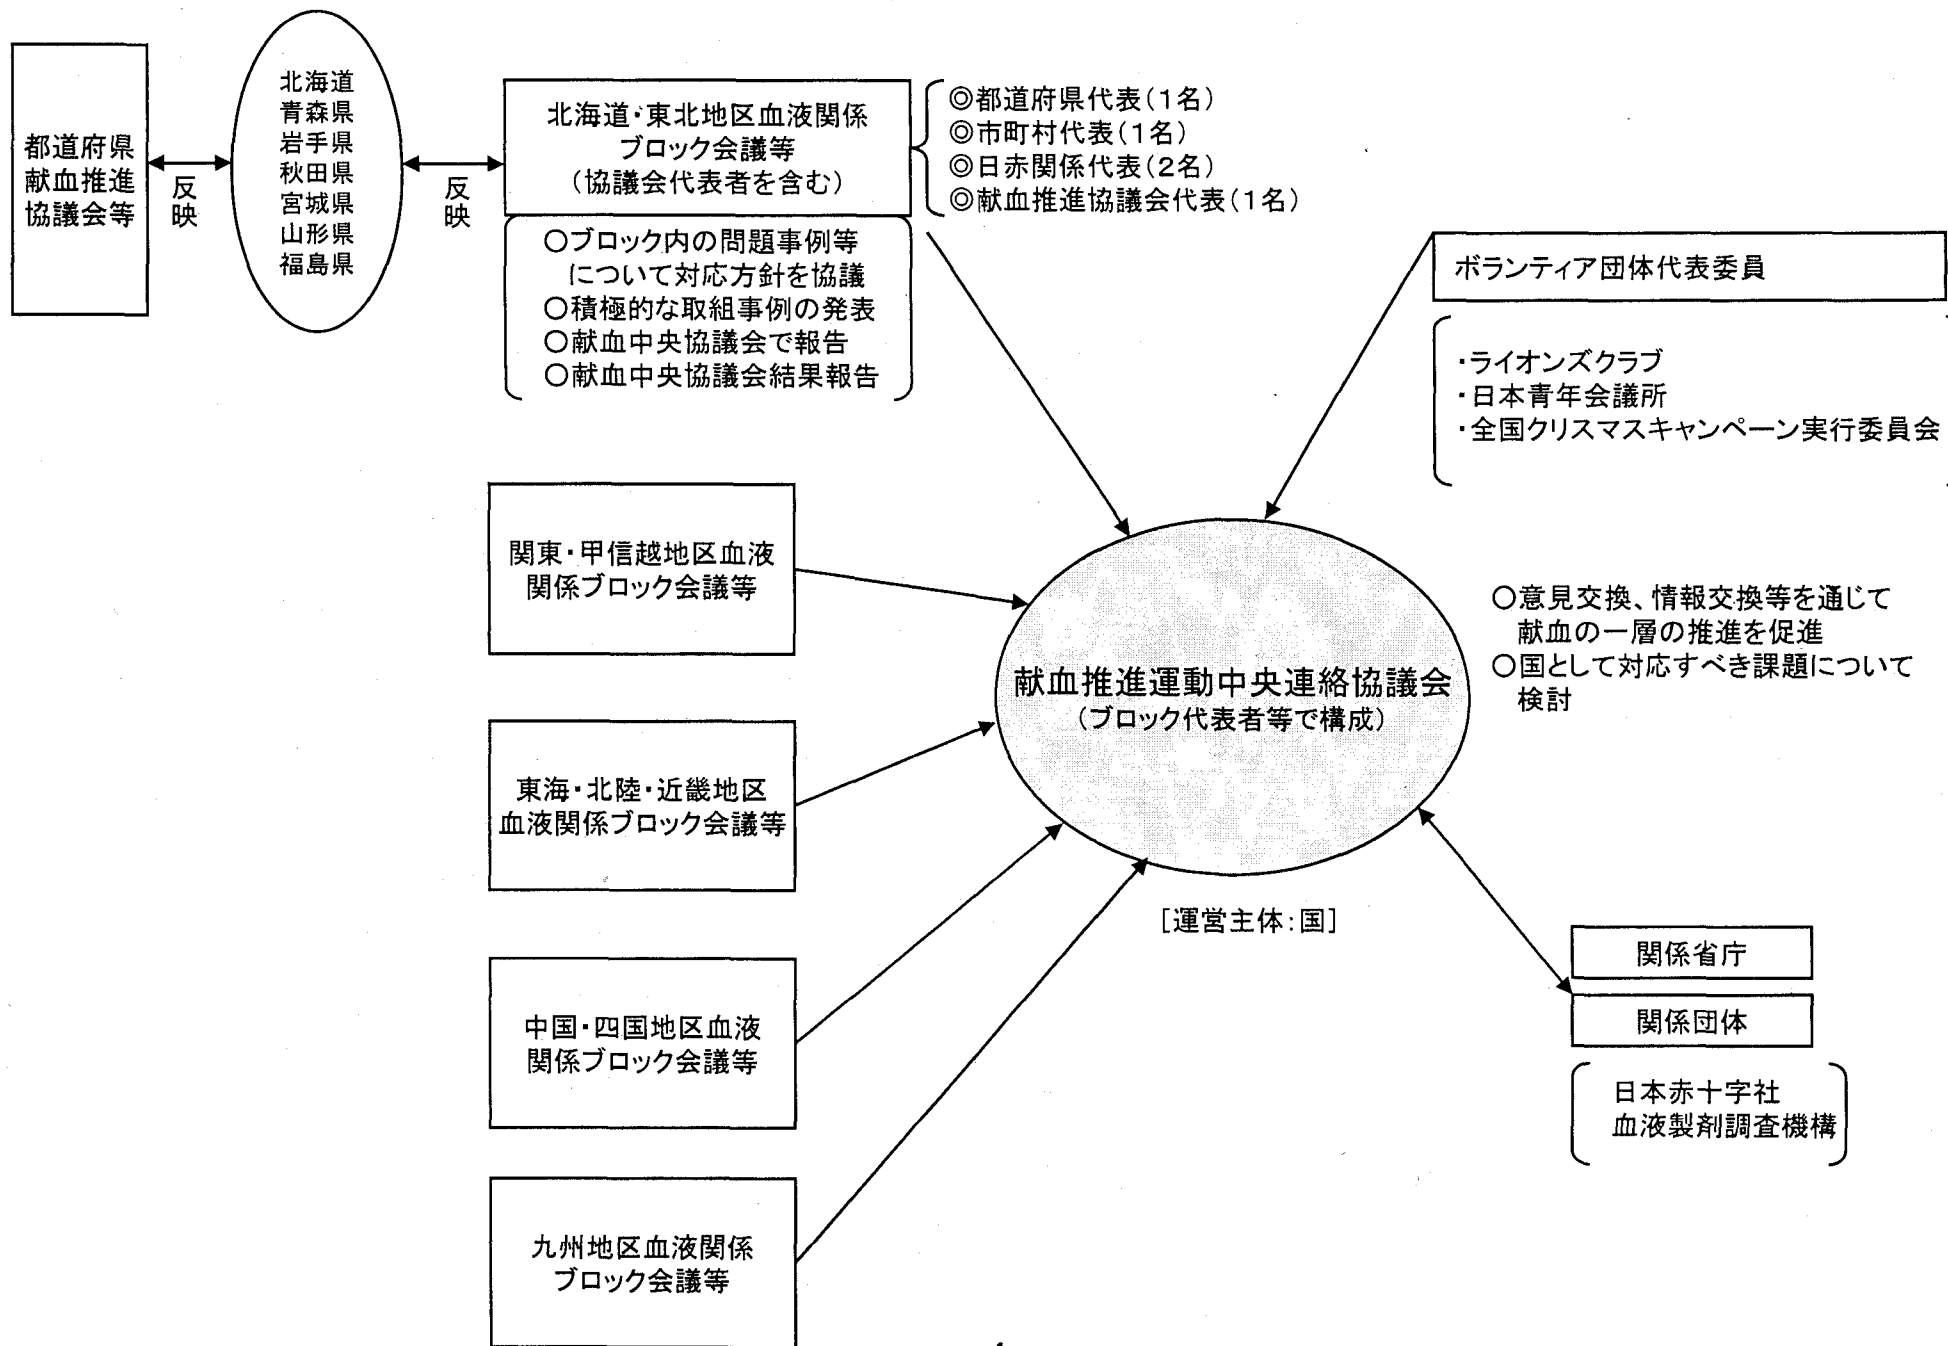 都道府県
献血推進
協議会等
反映
北海道
青森県
岩手県
秋田県
宮城県
山形県
福島県
反映
北海道・東北地区血液関係
ブロック会議等
（協議会代表者を含む）
◎都道府県代表（１名）
◎市町村代表（１名）
◎日赤関係代表（２名）
◎献血推進協議会代表（１名）
○ブロック内の問題事例等
について対応方針を協議
○積極的な取組事例の発表
○献血中央協議会で報告
○献血中央協議会結果報告
ボランティア団体代表委員
・ライオンズクラブ
・日本青年会議所
・全国クリスマスキャンペーン実行委員会
関東・甲信越地区血液
関係ブロック会議等
東海・北陸・近畿地区
血液関係ブロック会議等
中国・四国地区血液
関係ブロック会議等
九州地区血液関係
ブロック会議等
献血推進運動中央連絡協議会
（ブロック代表者等で構成）
［運営主体：国］
○意見交換、情報交換等を通じて
献血の一層の推進を促進
○国として対応すべき課題について
検討
関係省庁
関係団体
日本赤十字社
血液製剤調査機構